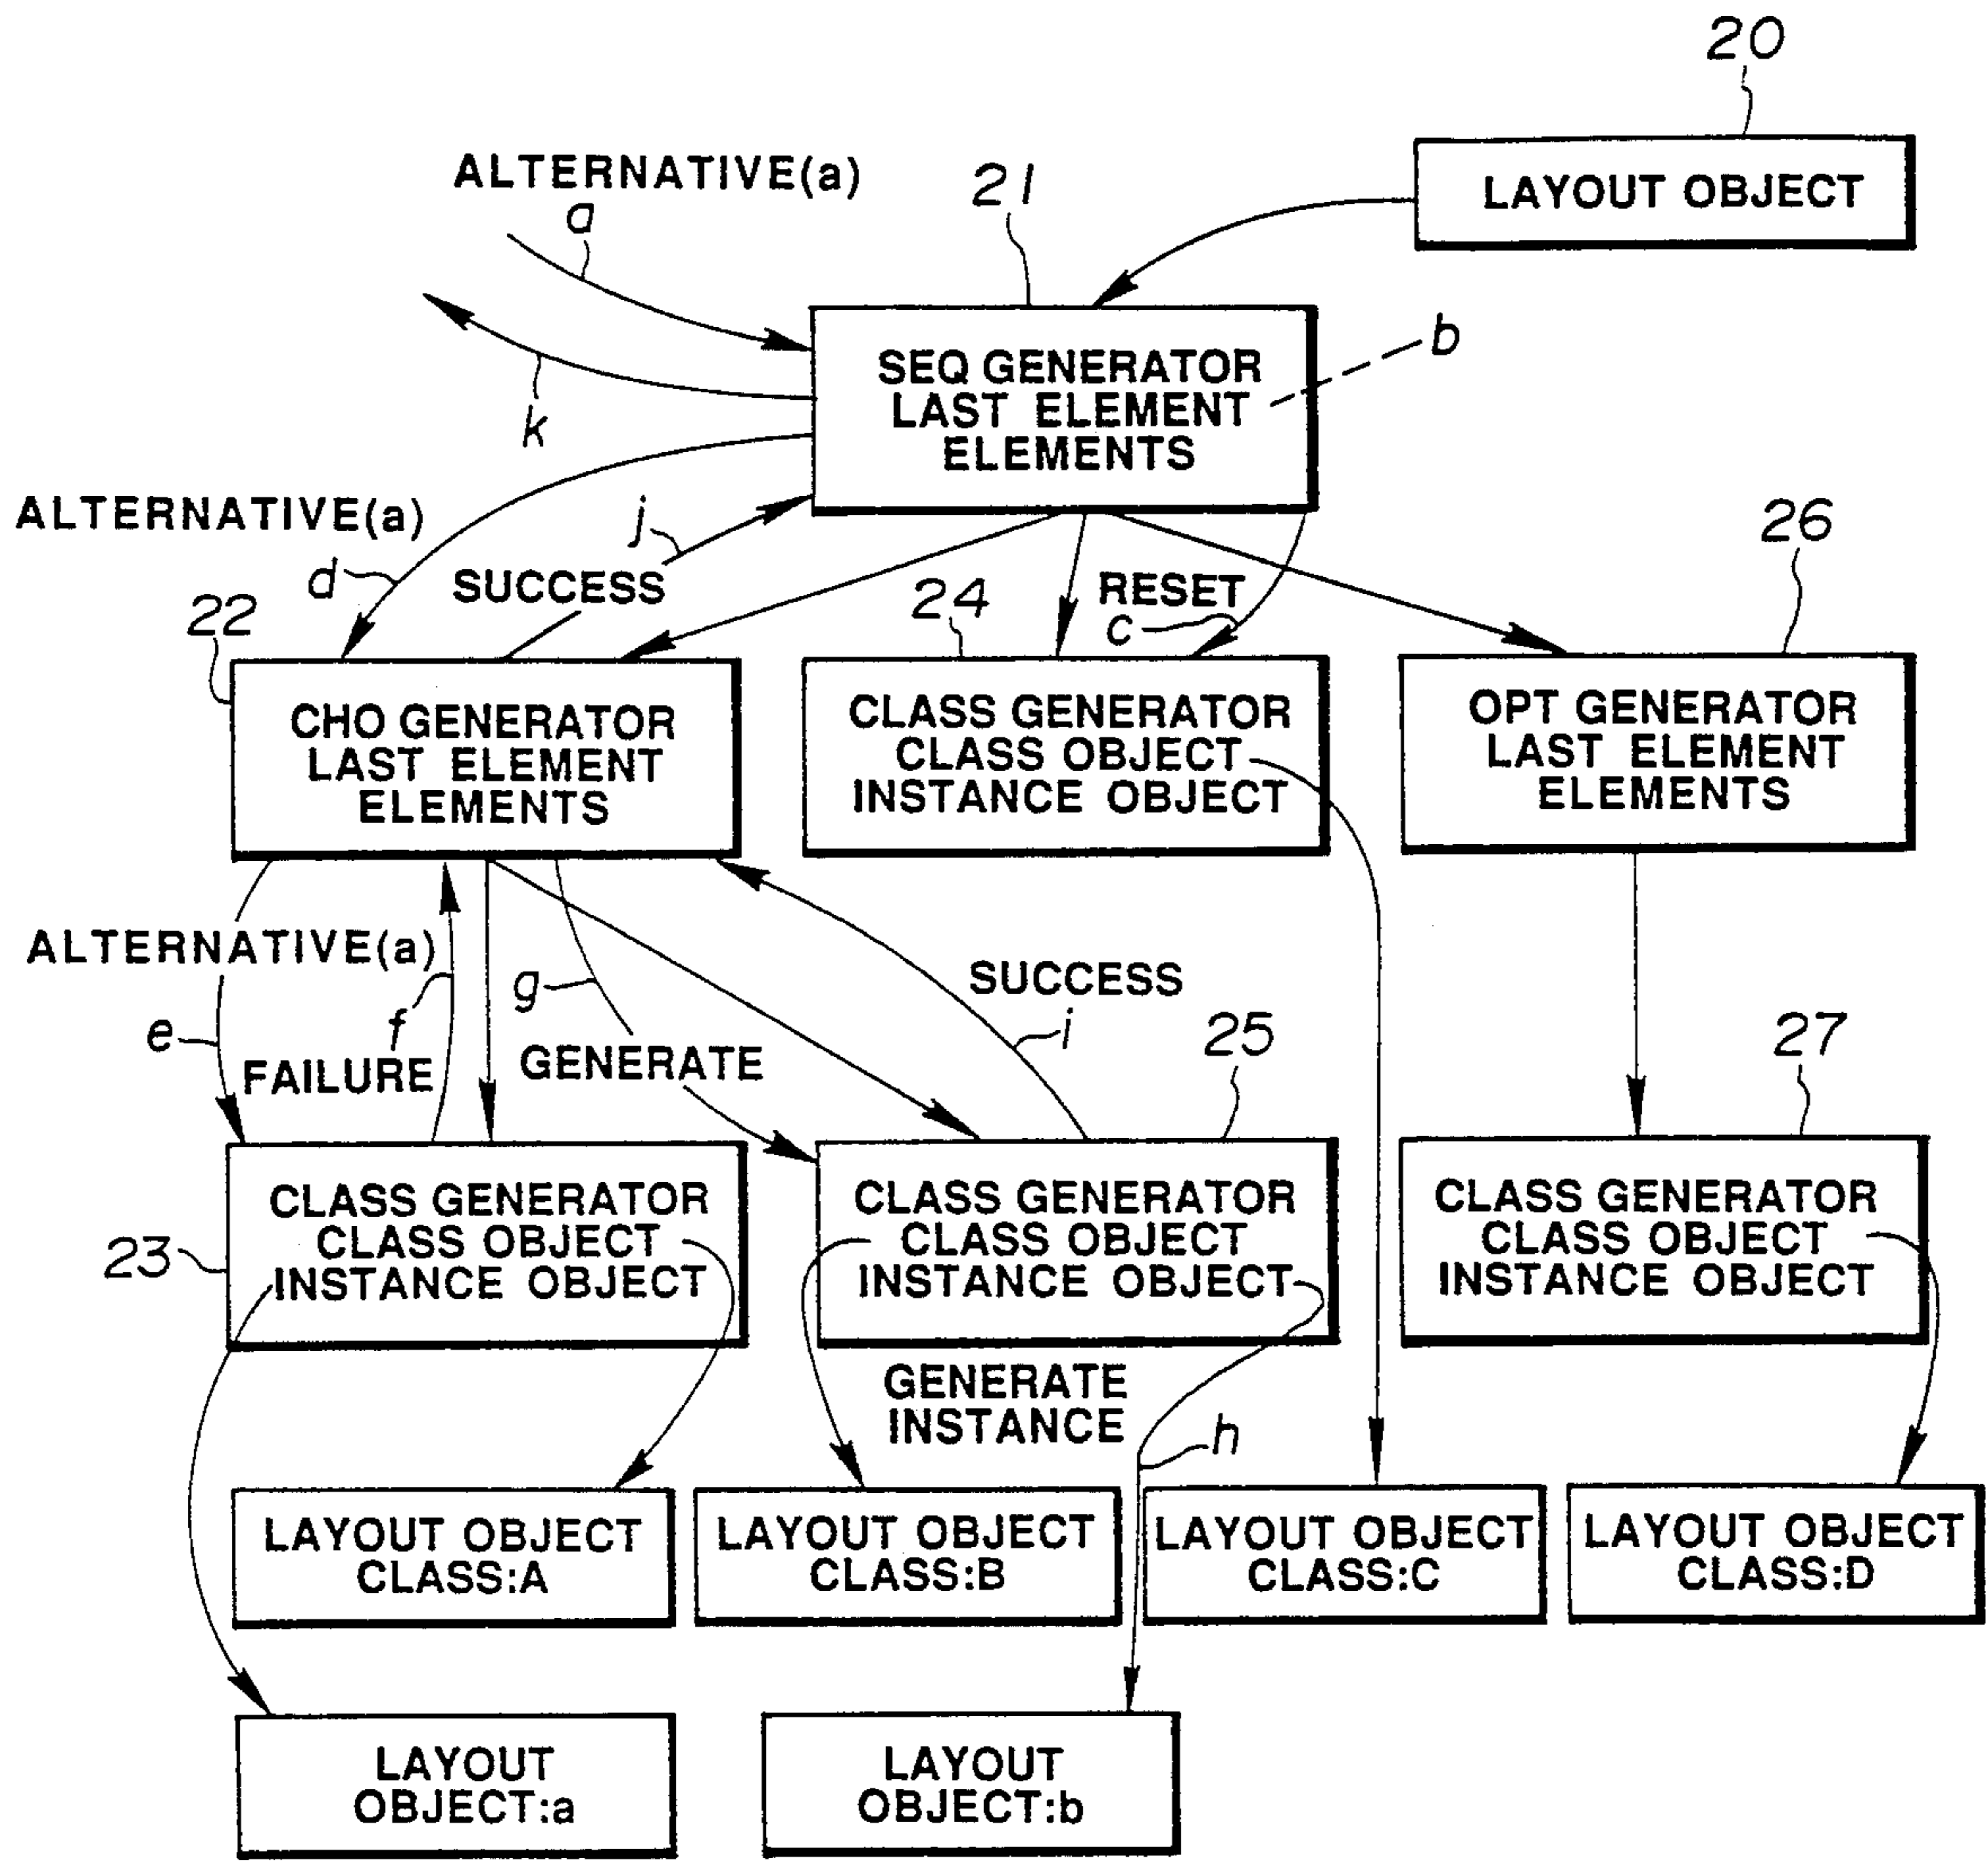 20
LAYOUT OBJECT
ALTERNATIVE(a)
a
21
k
SEQ GENERATOR
LAST ELEMENT
ELEMENTS
b
ALTERNATIVE(a)
d
SUCCESS
j
22
24
RESET
c
26
CHO GENERATOR
LAST ELEMENT
ELEMENTS
CLASS GENERATOR
CLASS OBJECT
INSTANCE OBJECT
OPT GENERATOR
LAST ELEMENT
ELEMENTS
ALTERNATIVE(a)
e
f
FAILURE
g
GENERATE
SUCCESS
i
25
27
23
CLASS GENERATOR
CLASS OBJECT
INSTANCE OBJECT
CLASS GENERATOR
CLASS OBJECT
INSTANCE OBJECT
CLASS GENERATOR
CLASS OBJECT
INSTANCE OBJECT
GENERATE
INSTANCE
h
LAYOUT OBJECT
CLASS:A
LAYOUT OBJECT
CLASS:B
LAYOUT OBJECT
CLASS:C
LAYOUT OBJECT
CLASS:D
LAYOUT
OBJECT:a
LAYOUT
OBJECT:b